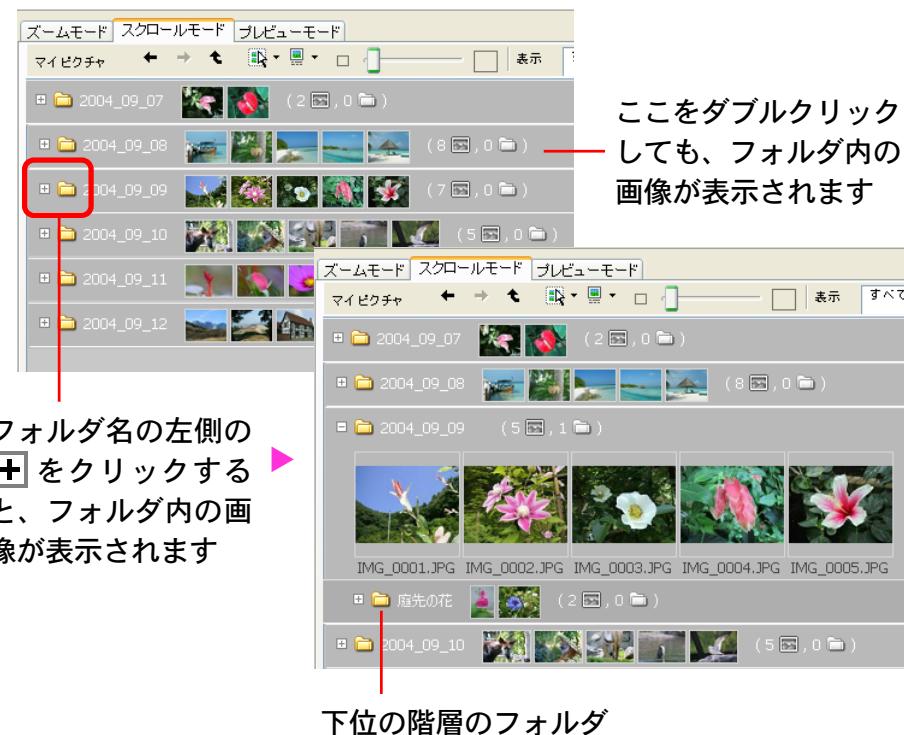 ズームモード スクロールモード プレビューモード
マイ ピクチャ 表示
2004_09_07 ( 2 , 0 )
2004_09_08 ( 8 , 0 )
2004_09_09 ( 7 , 0 )
2004_09_10 ( 5 , 0 )
2004_09_11
2004_09_12
ここをダブルクリック
しても、フォルダ内の
画像が表示されます
フォルダ名の左側の
+ をクリックする
と、フォルダ内の画
像が表示されます
ズームモード スクロールモード プレビューモード
マイ ピクチャ 表示 すべて
2004_09_07 ( 2 , 0 )
2004_09_08 ( 8 , 0 )
2004_09_09 ( 5 , 1 )
IMG_0001.JPG IMG_0002.JPG IMG_0003.JPG IMG_0004.JPG IMG_0005.JPG
庭先の花 ( 2 , 0 )
2004_09_10 ( 5 , 0 )
下位の階層のフォルダ